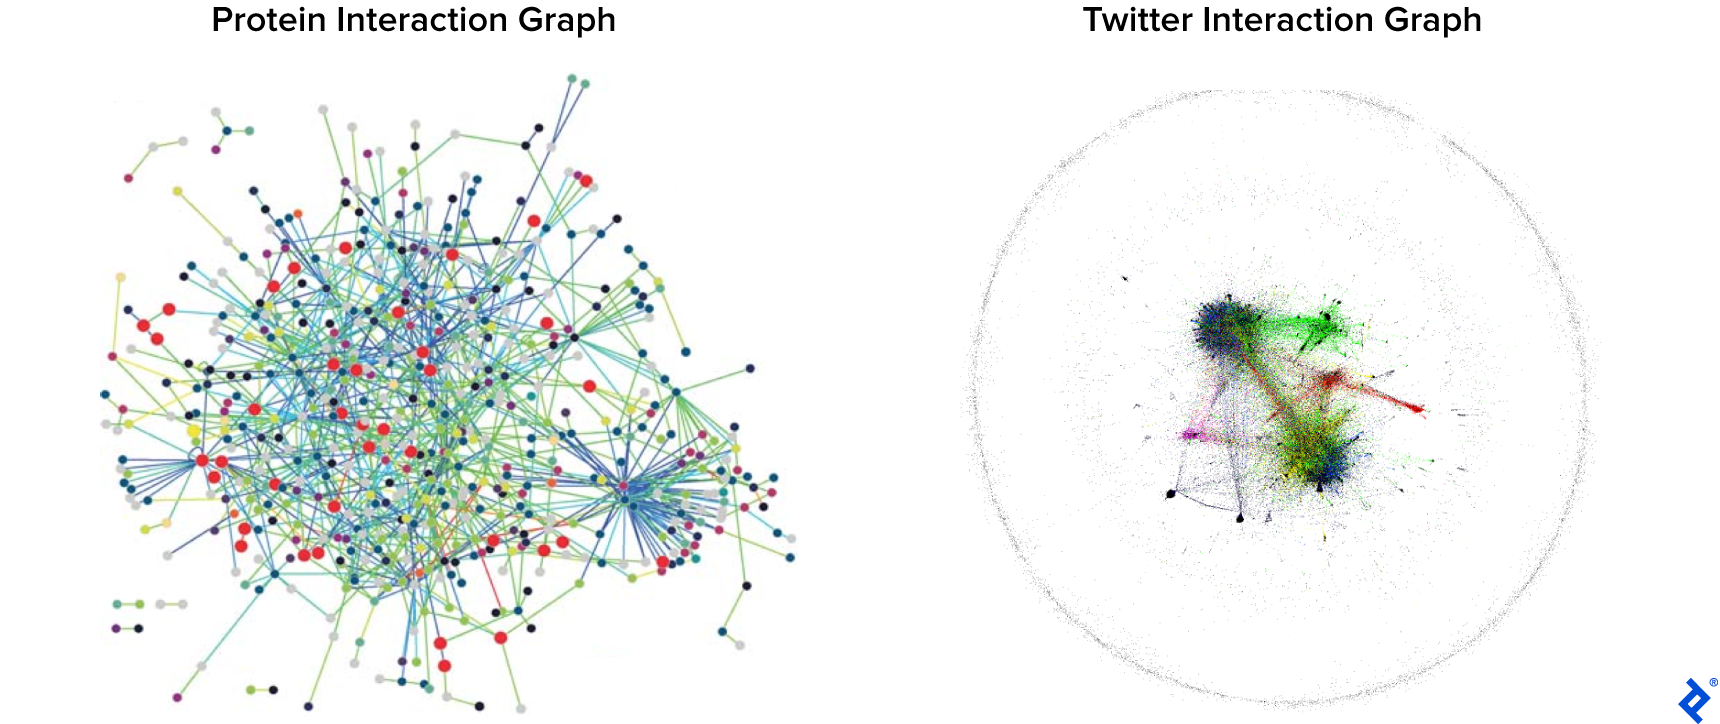 Protein Interaction Graph
Twitter Interaction Graph
®